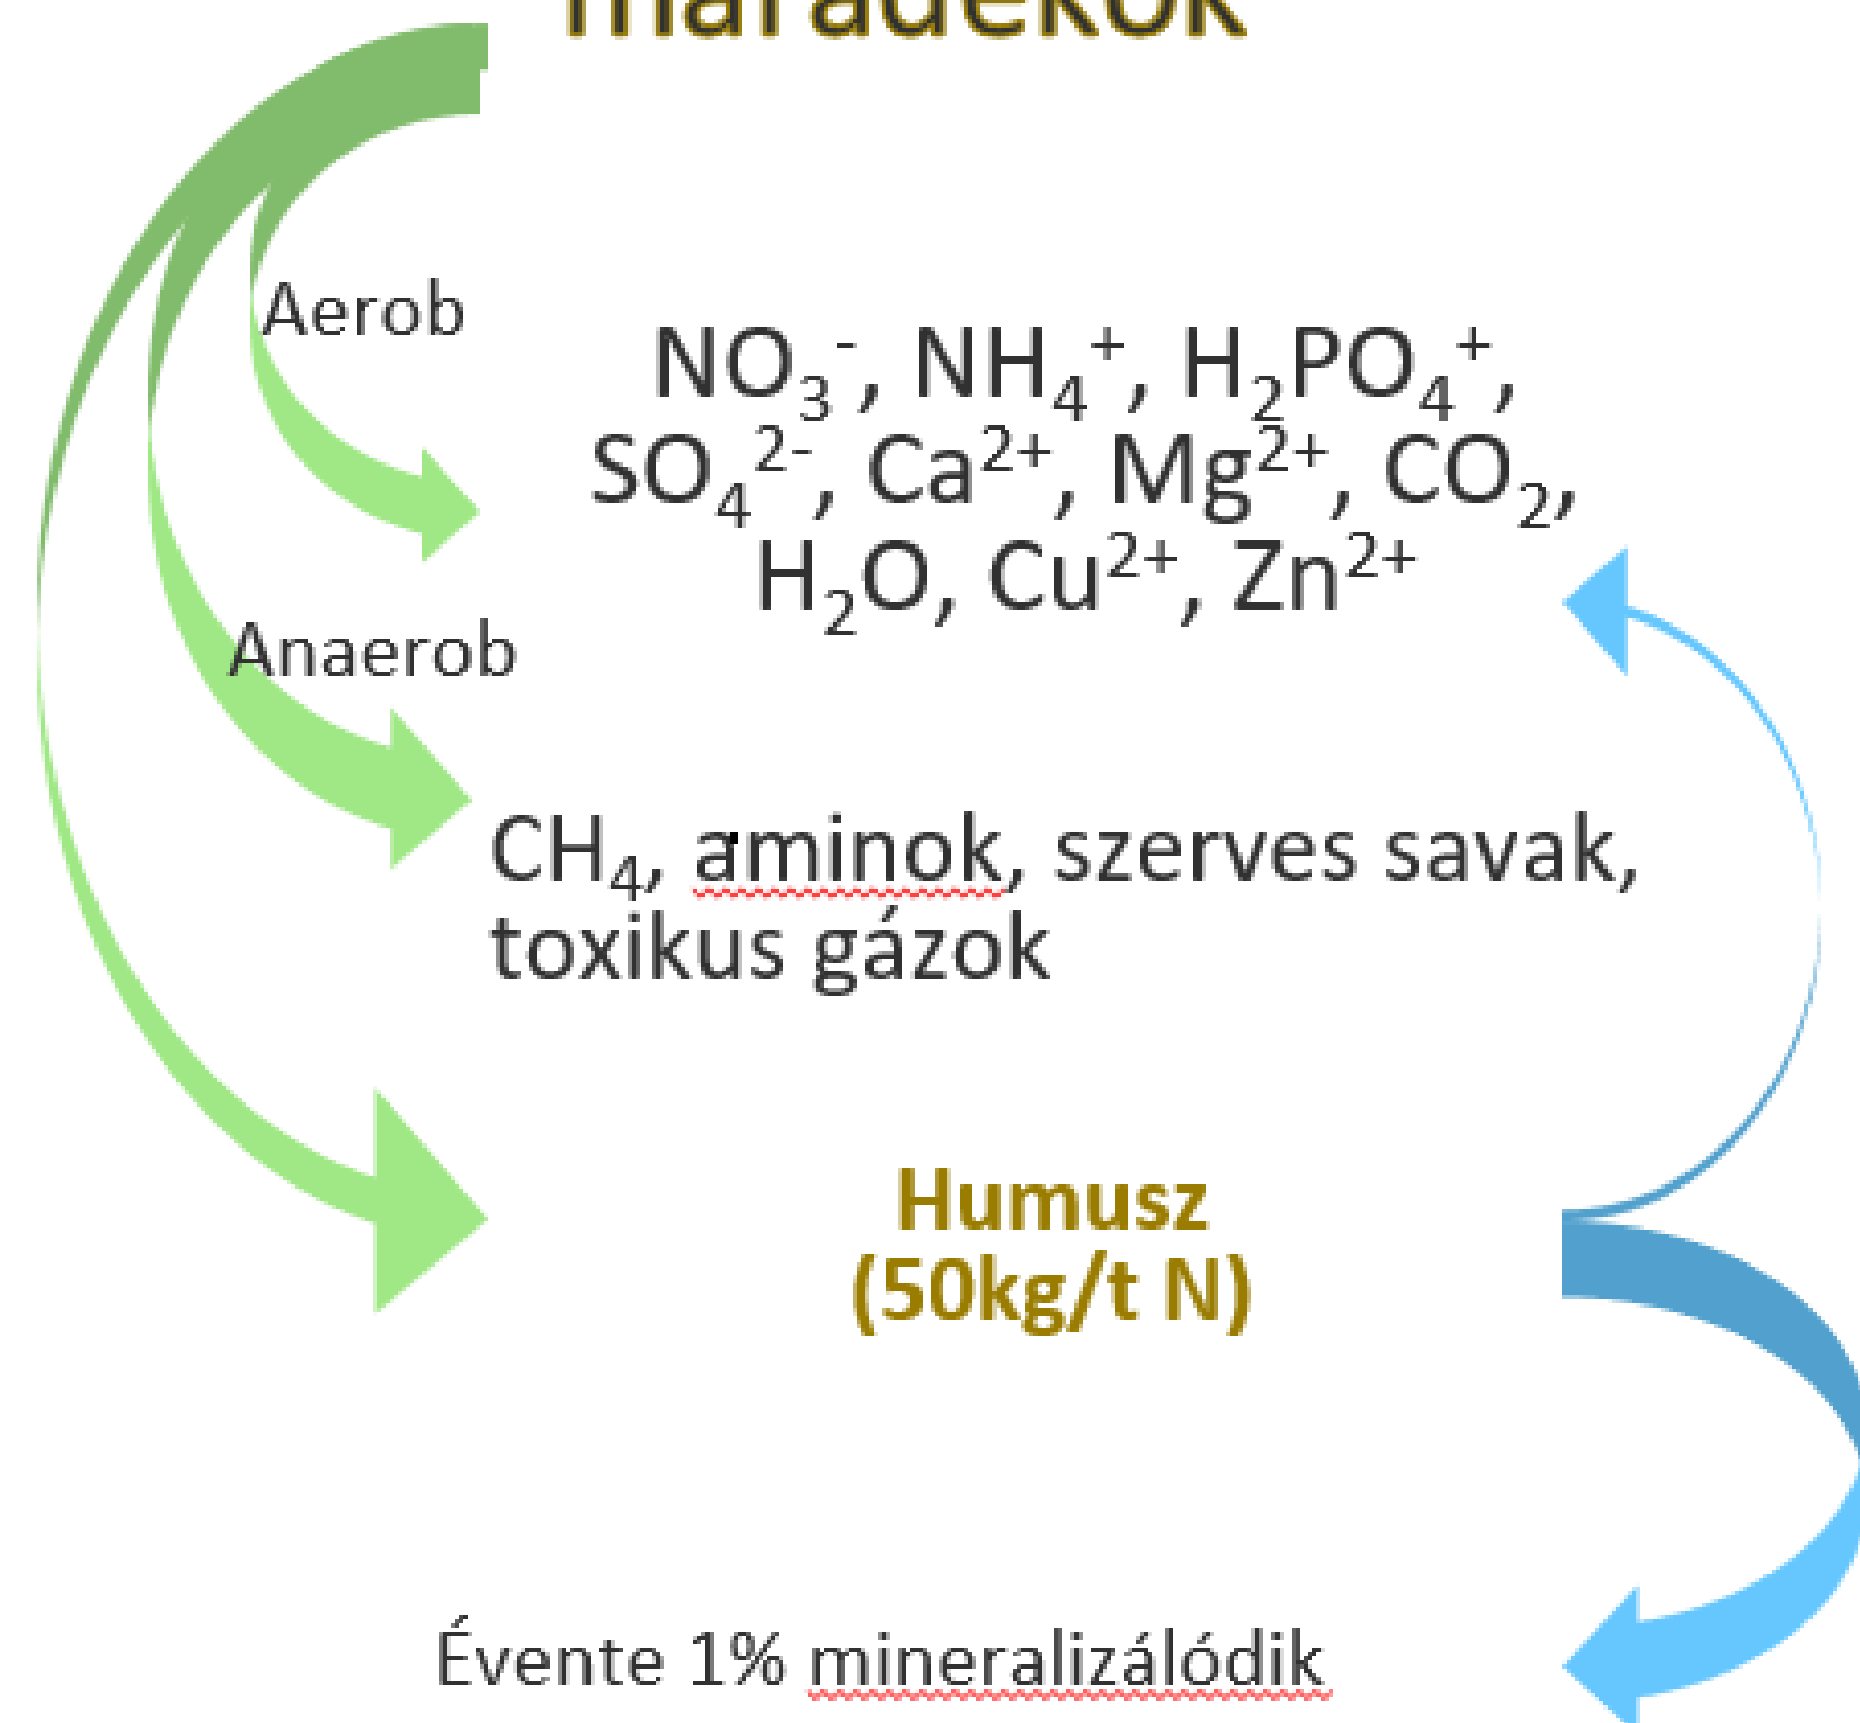 maradékok
Aerob
NO₃⁻, NH₄⁺, H₂PO₄⁺,
SO₄²⁻, Ca²⁺, Mg²⁺, CO₂,
H₂O, Cu²⁺, Zn²⁺
Anaerob
CH₄, aminok, szerves savak,
toxikus gázok
Humusz
(50kg/t N)
Évente 1% mineralizálódik